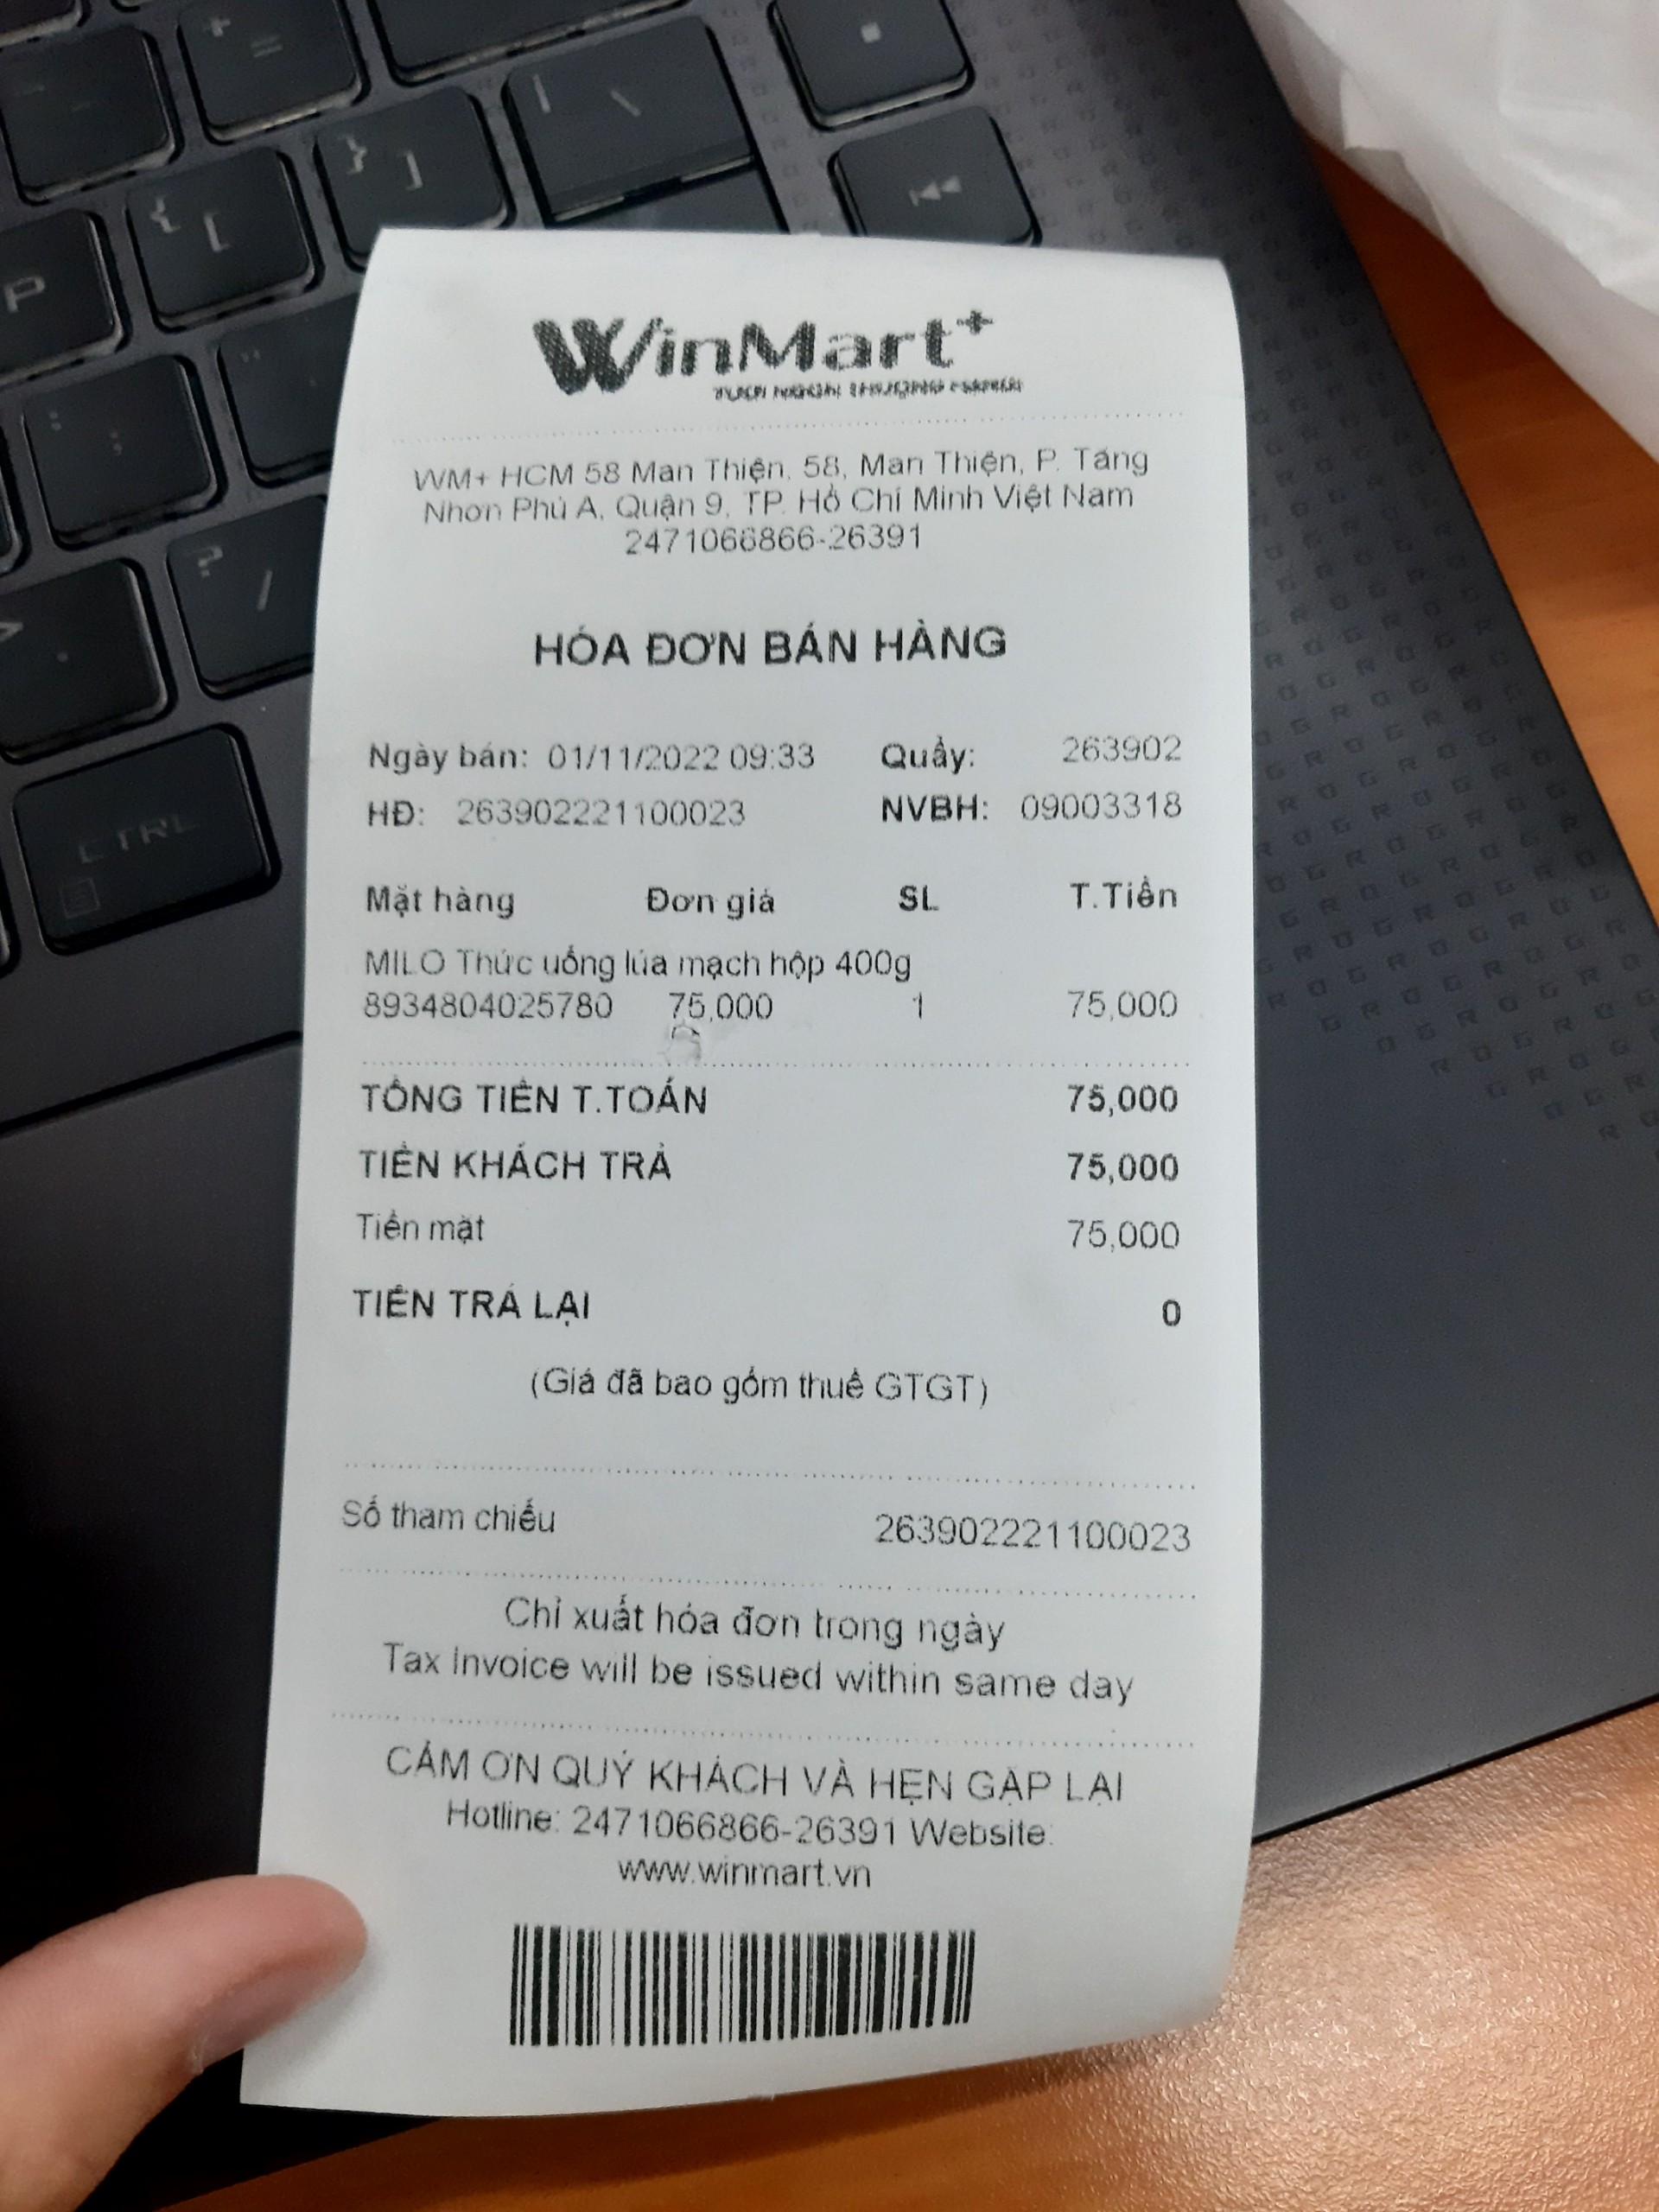 + =
} ]
| \
{ [
P
" '
: ;
? /
>
.
CTRL
WinMart+
WM+ HCM 58 Man Thiện. 58, Man Thiện, P. Tăng
Nhơn Phú A, Quận 9, TP. Hồ Chí Minh Việt Nam
2471066866-26391
HÓA ĐƠN BÁN HÀNG
Ngày bán: 01/11/2022 09:33 Quầy: 263902
HĐ: 263902221100023 NVBH: 09003318
Mặt hàng Đơn giá SL T.Tiền
MILO Thức uống lúa mạch hộp 400g
8934804025780 75,000 1 75,000
TỔNG TIỀN T.TOÁN 75,000
TIỀN KHÁCH TRẢ 75,000
Tiền mặt 75,000
TIỀN TRẢ LẠI 0
(Giá đã bao gồm thuế GTGT)
Số tham chiếu 263902221100023
Chỉ xuất hóa đơn trong ngày
Tax Invoice will be issued within same day
CẢM ƠN QUÝ KHÁCH VÀ HẸN GẶP LẠI
Hotline: 2471066866-26391 Website:
www.winmart.vn